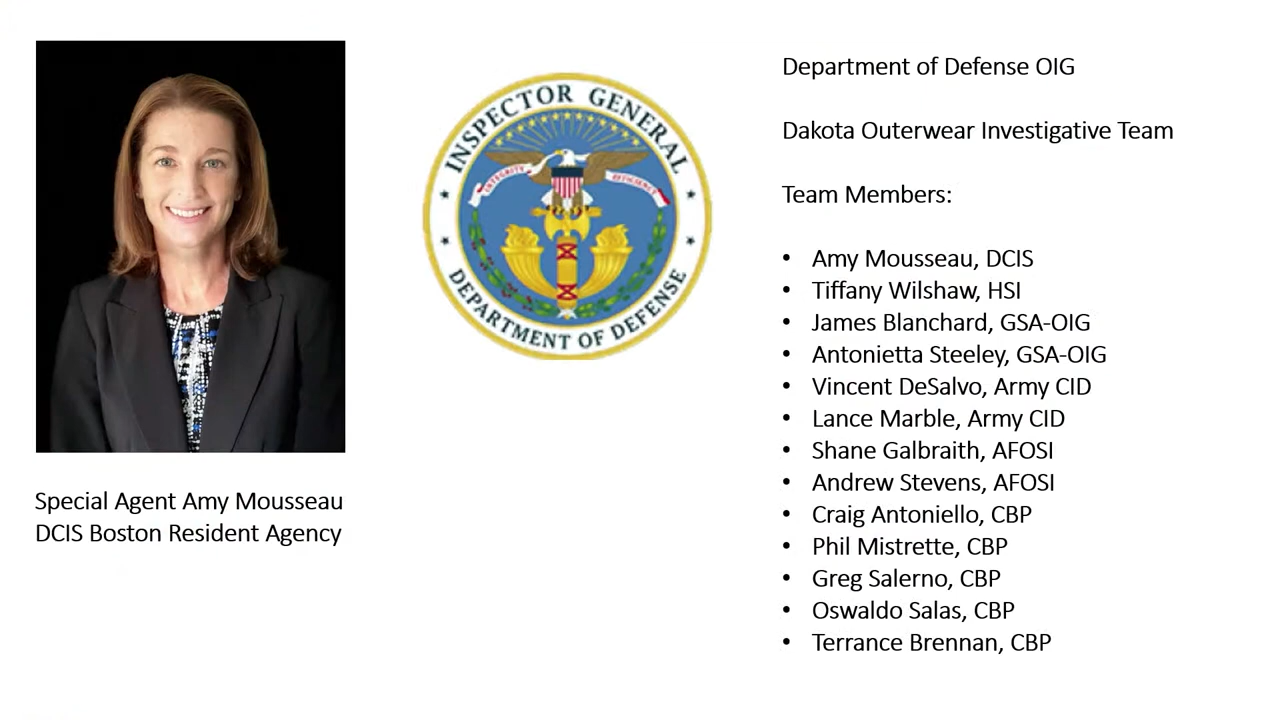 Special Agent Amy Mousseau
DCIS Boston Resident Agency
INSPECTOR GENERAL
INTEGRITY
EFFICIENCY
DEPARTMENT OF DEFENSE
Department of Defense OIG
Dakota Outerwear Investigative Team
Team Members:
• Amy Mousseau, DCIS
• Tiffany Wilshaw, HSI
• James Blanchard, GSA-OIG
• Antonietta Steeley, GSA-OIG
• Vincent DeSalvo, Army CID
• Lance Marble, Army CID
• Shane Galbraith, AFOSI
• Andrew Stevens, AFOSI
• Craig Antoniello, CBP
• Phil Mistrette, CBP
• Greg Salerno, CBP
• Oswaldo Salas, CBP
• Terrance Brennan, CBP